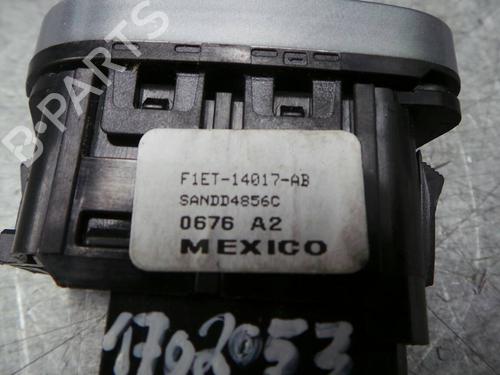 B-PARTS
F1ET-14017-AB
SANDD4856C
0676 A2
MEXICO
1702053